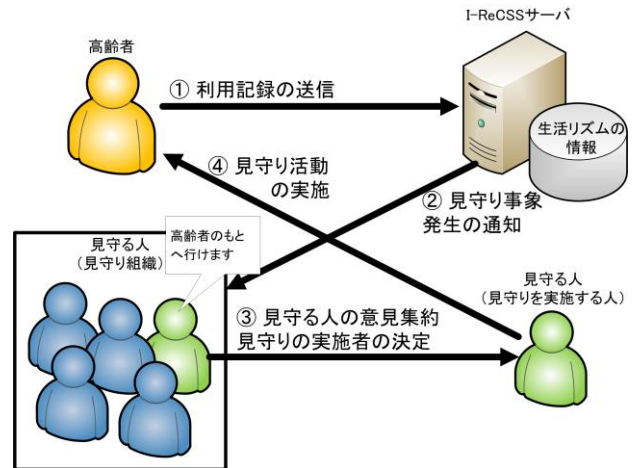 I-ReCSSサーバ
高齢者
① 利用記録の送信
生活リズムの
情報
④ 見守り活動
の実施
② 見守り事象
発生の通知
高齢者のもと
へ行けます
見守る人
（見守り組織）
見守る人
（見守りを実施する人）
③ 見守る人の意見集約
見守りの実施者の決定